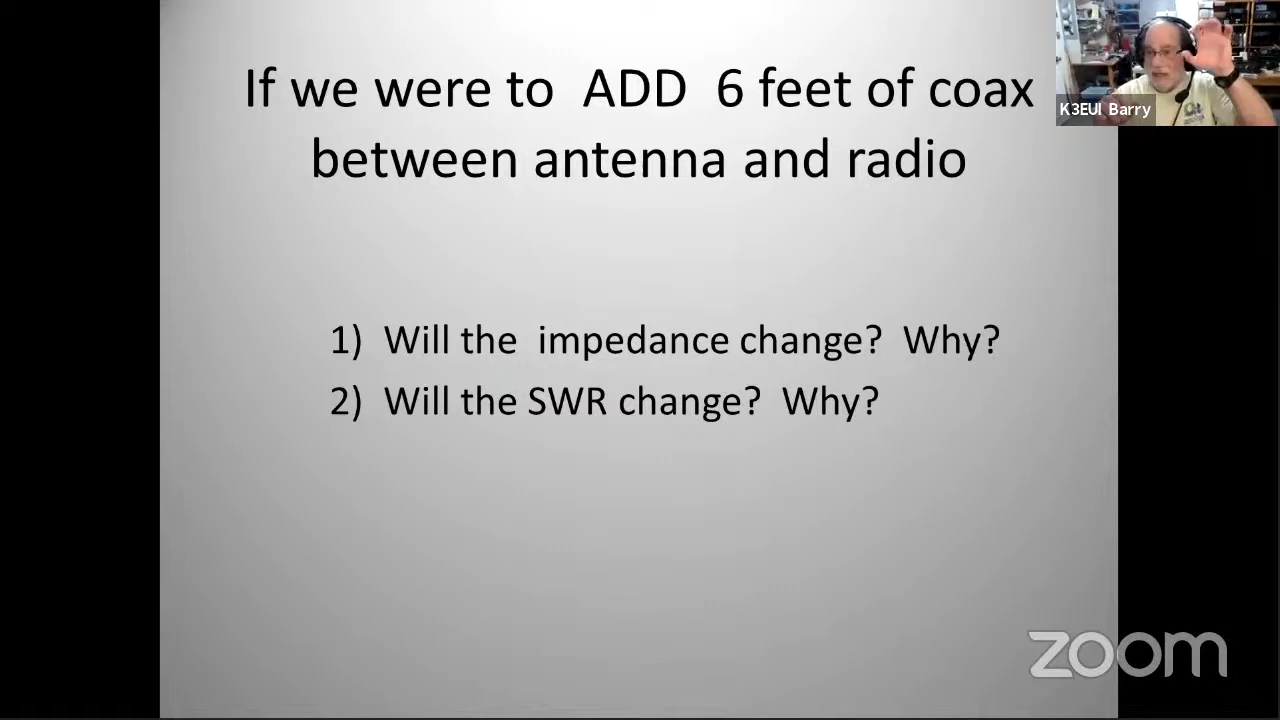 If we were to ADD 6 feet of coax
between antenna and radio
K3EUI Barry
1) Will the impedance change? Why?
2) Will the SWR change? Why?
zoom